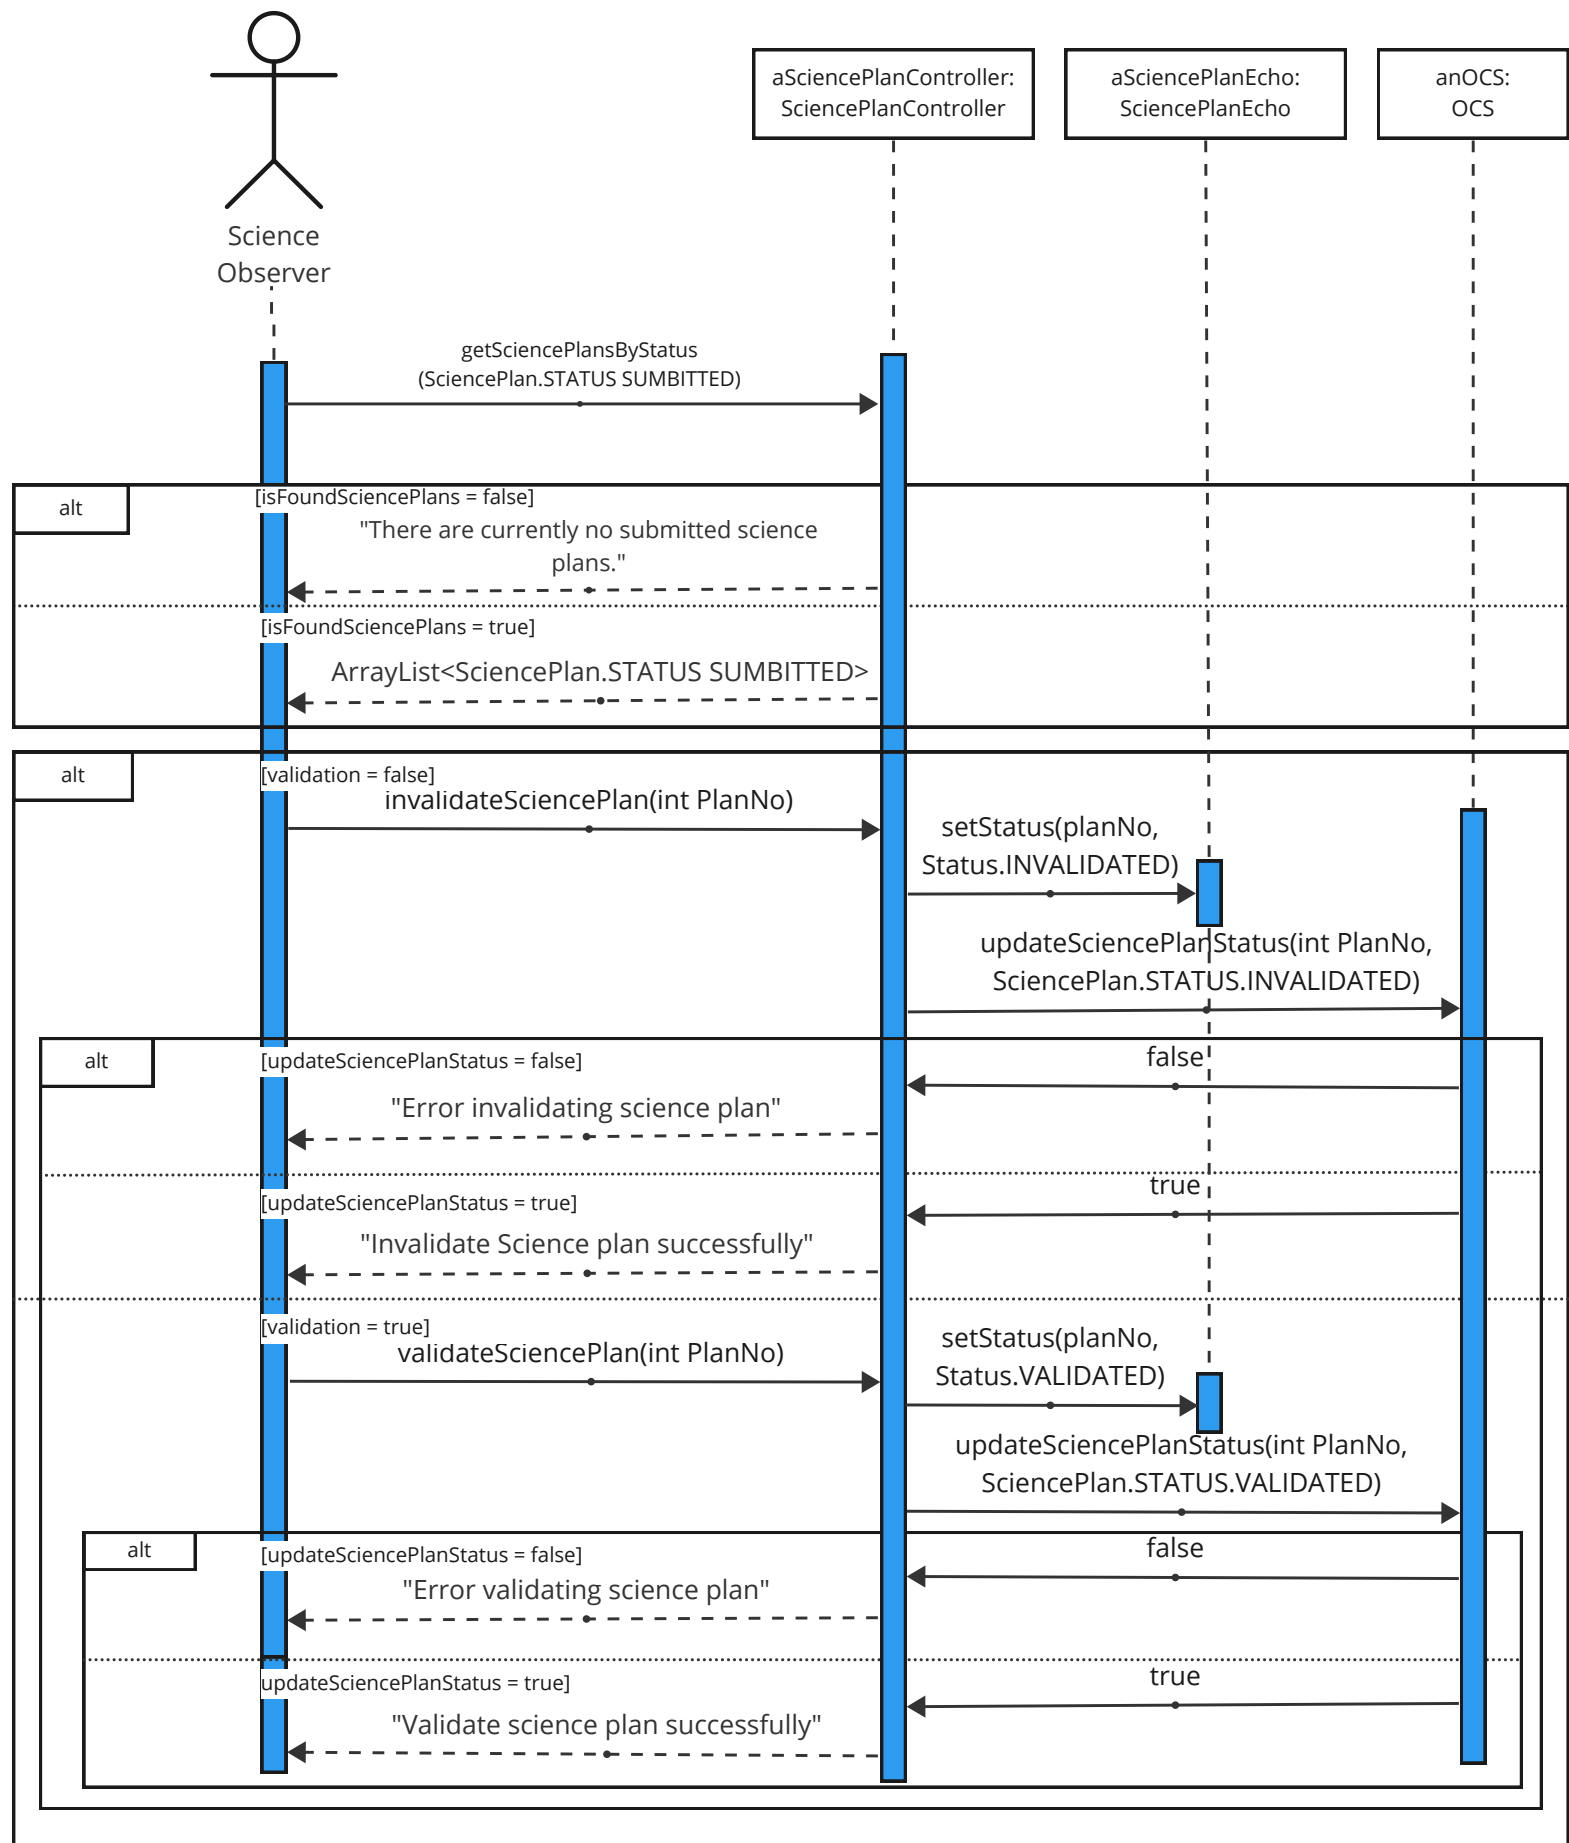 aSciencePlanController:
SciencePlanController
aSciencePlanEcho:
SciencePlanEcho
anOCS:
OCS
Science
Observer
getSciencePlansByStatus
(SciencePlan.STATUS SUMBITTED)
alt
[isFoundSciencePlans = false]
"There are currently no submitted science
plans."
[isFoundSciencePlans = true]
ArrayList<SciencePlan.STATUS SUMBITTED>
alt
[validation = false]
invalidateSciencePlan(int PlanNo)
setStatus(planNo,
Status.INVALIDATED)
updateSciencePlanStatus(int PlanNo,
SciencePlan.STATUS.INVALIDATED)
alt
[updateSciencePlanStatus = false]
false
"Error invalidating science plan"
true
[updateSciencePlanStatus = true]
"Invalidate Science plan successfully"
[validation = true]
validateSciencePlan(int PlanNo)
setStatus(planNo,
Status.VALIDATED)
updateSciencePlanStatus(int PlanNo,
SciencePlan.STATUS.VALIDATED)
alt
[updateSciencePlanStatus = false]
false
"Error validating science plan"
true
updateSciencePlanStatus = true]
"Validate science plan successfully"